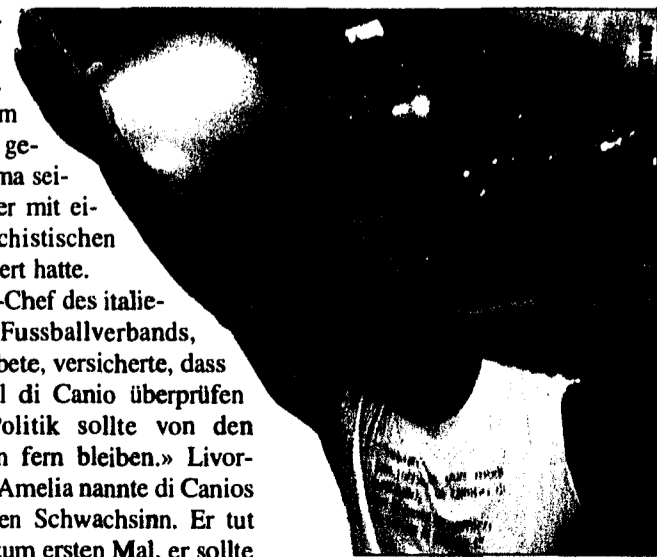 m
ge-
ma sei-
er mit ei-
chistischen
ert hatte.
-Chef des italie-
Fussballverbands,
bete, versicherte, dass
l di Canio überprüfen
olitik sollte von den
n fern bleiben.» Livor-
Amelia nannte di Canios
en Schwachsinn. Er tut
zum ersten Mal, er sollte